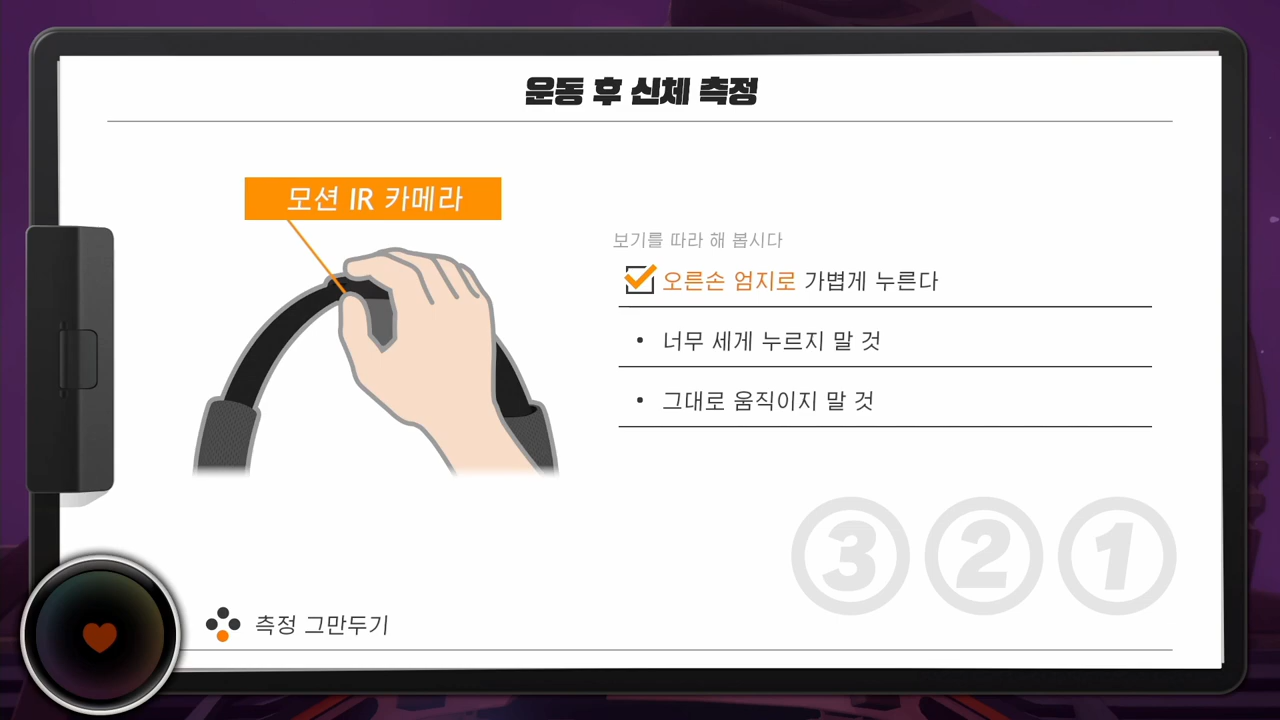 운동 후 신체 측정
모션 IR 카메라
보기를 따라 해 봅시다
오른손 엄지로 가볍게 누른다
• 너무 세게 누르지 말 것
• 그대로 움직이지 말 것
3 2 1
측정 그만두기